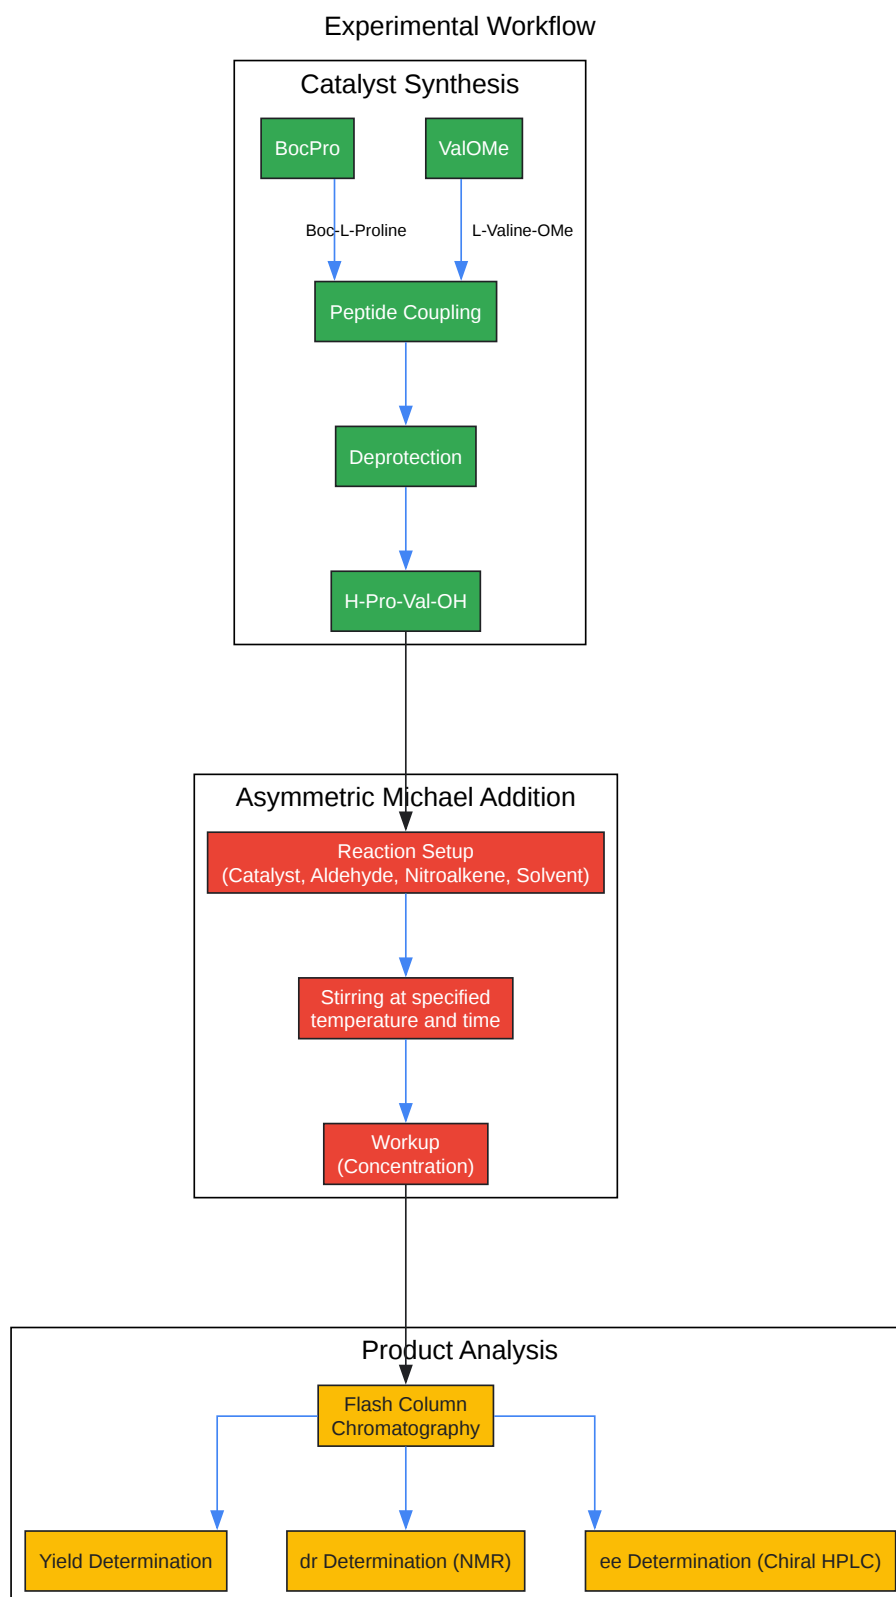 Experimental Workflow
Catalyst Synthesis
BocPro
ValOMe
Boc-L-Proline
L-Valine-OMe
Peptide Coupling
Deprotection
H-Pro-Val-OH
Asymmetric Michael Addition
Reaction Setup
(Catalyst, Aldehyde, Nitroalkene, Solvent)
Stirring at specified
temperature and time
Workup
(Concentration)
Product Analysis
Flash Column
Chromatography
Yield Determination
dr Determination (NMR)
ee Determination (Chiral HPLC)